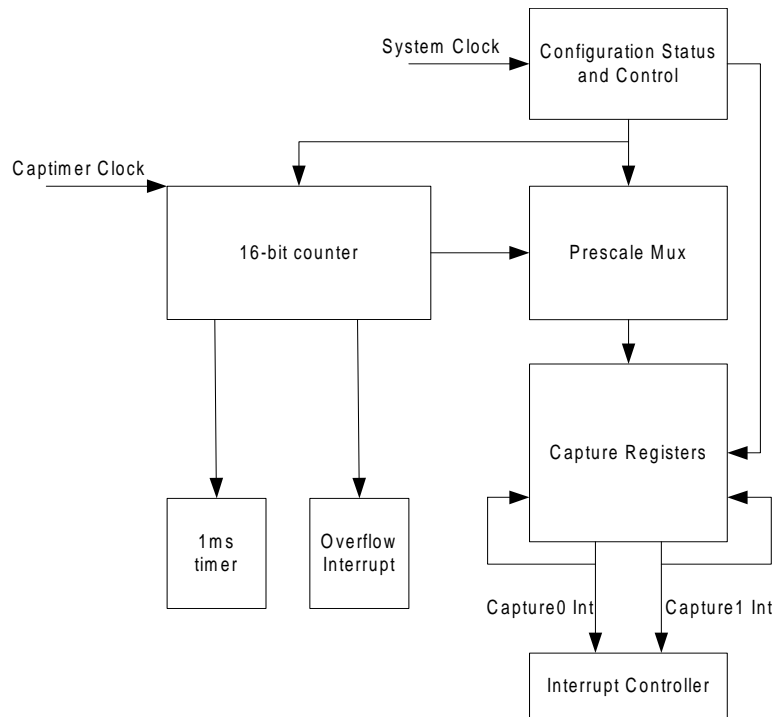 System Clock
Configuration Status
and Control
Captimer Clock
16-bit counter
Prescale Mux
Capture Registers
1ms
timer
Overflow
Interrupt
Capture0 Int
Capture1 Int
Interrupt Controller